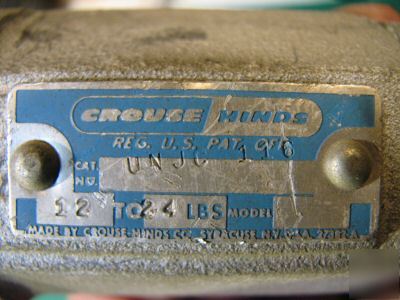 CROUSE HINDS
REG. U.S. PAT. OFF.
CAT. NO. UNJC 116
12 TO 24 LBS MODEL
MADE BY CROUSE-HINDS CO. SYRACUSE N.Y. U.S.A.